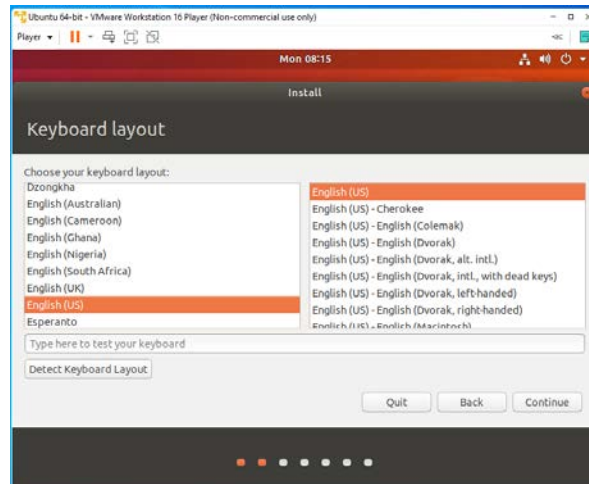 Ubuntu 64-bit - VMware Workstation 16 Player (Non-commercial use only)
Player
Mon 08:15
Install
Keyboard layout
Choose your keyboard layout:
Dzongkha
English (Australian)
English (Cameroon)
English (Ghana)
English (Nigeria)
English (South Africa)
English (UK)
English (US)
Esperanto
English (US)
English (US) - Cherokee
English (US) - English (Colemak)
English (US) - English (Dvorak)
English (US) - English (Dvorak, alt. intl.)
English (US) - English (Dvorak, intl., with dead keys)
English (US) - English (Dvorak, left-handed)
English (US) - English (Dvorak, right-handed)
English (US) - English (Macintosh)
Type here to test your keyboard
Detect Keyboard Layout
Quit Back Continue